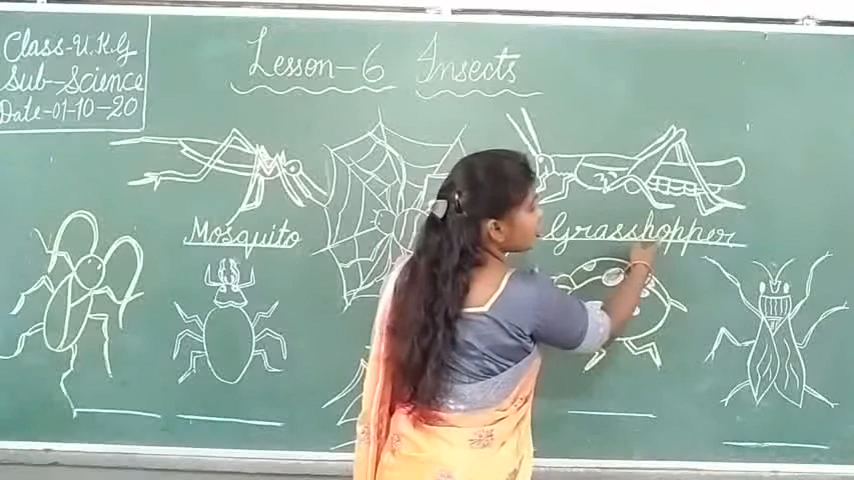 Class-U.K.G
Sub-Science
Date-01-10-20
Lesson-6 Insects
Mosquito
Grasshopper